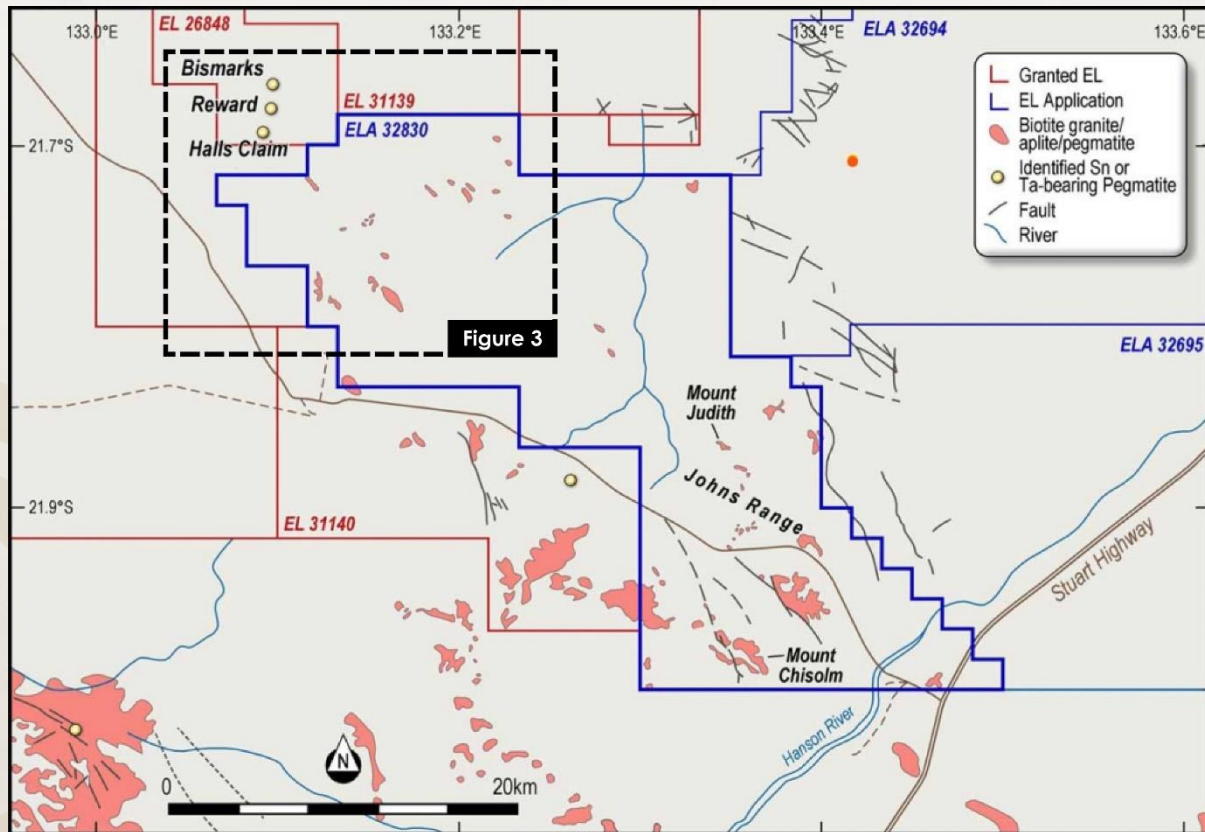 133.0°E
133.2°E
133.4°E
133.6°E
EL 26848
ELA 32694
Bismarks
Reward
Halls Claim
EL 31139
ELA 32830
21.7°S
Granted EL
EL Application
Biotite granite/
aplite/pegmatite
Identified Sn or
Ta-bearing Pegmatite
Fault
River
Figure 3
ELA 32695
Mount
Judith
Johns Range
21.9°S
EL 31140
Stuart Highway
Mount
Chisolm
Hanson River
N
0
20km